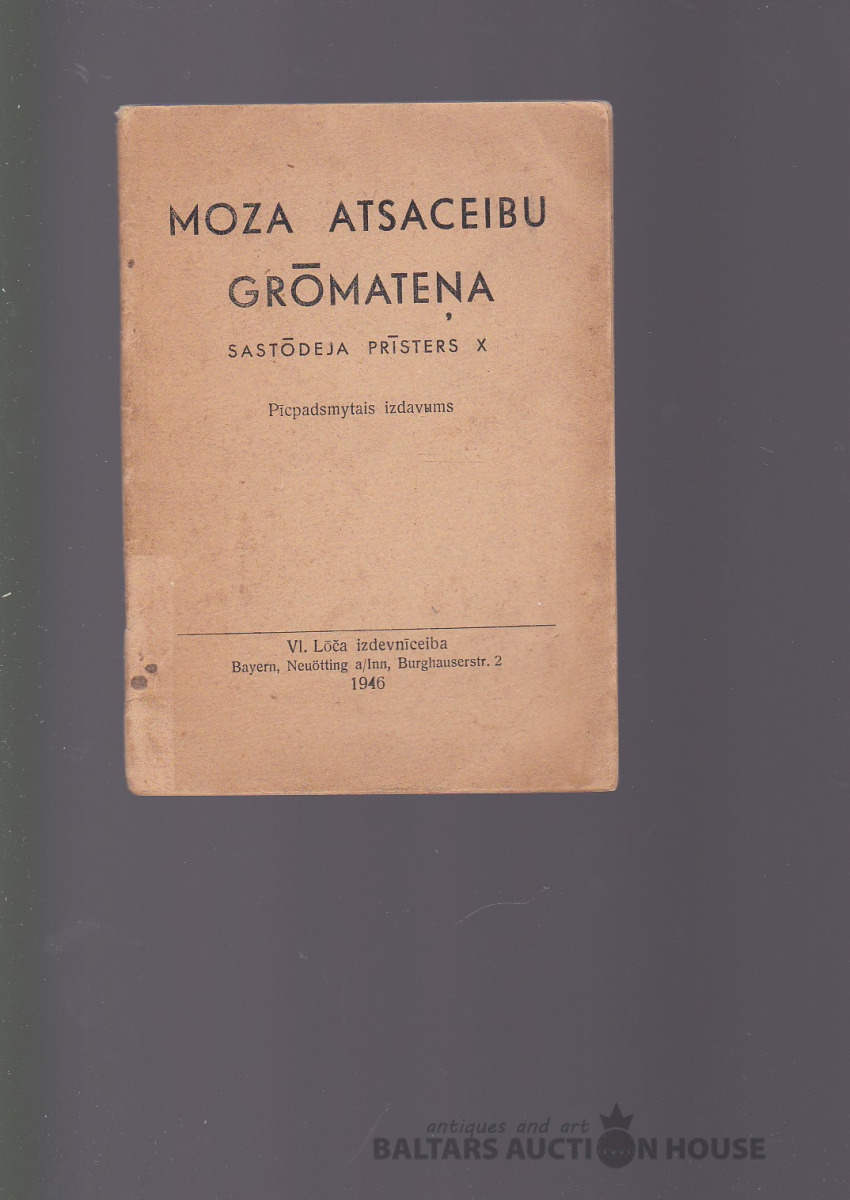 MOZA ATSACEIBU
GRŌMATEŅA
SASTŌDEJA PRĪSTERS X
Pīcpadsmytais izdavums
Vl. Lōča izdevnīceiba
Bayern, Neuötting a/Inn, Burghauserstr. 2
1946
antiques and art
BALTARS AUCTION HOUSE